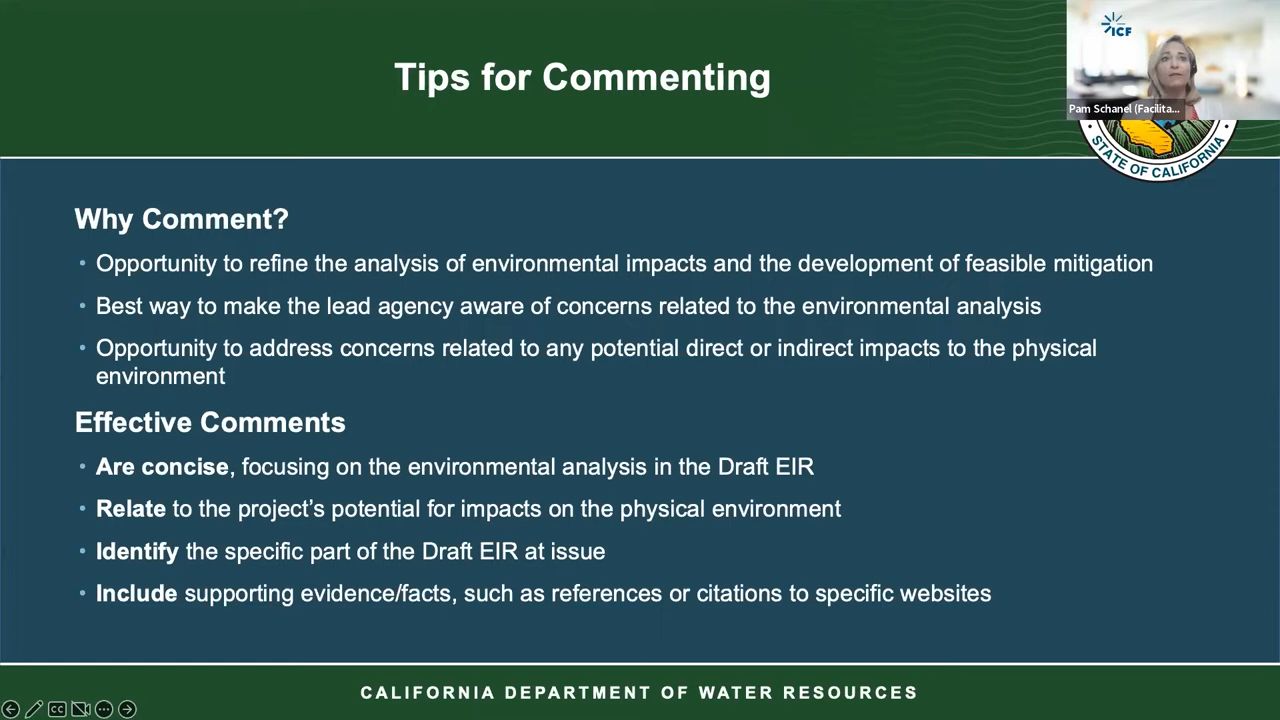 Tips for Commenting
ICF
Pam Schanel (Facilita...
STATE OF CALIFORNIA
Why Comment?
• Opportunity to refine the analysis of environmental impacts and the development of feasible mitigation
• Best way to make the lead agency aware of concerns related to the environmental analysis
• Opportunity to address concerns related to any potential direct or indirect impacts to the physical
environment
Effective Comments
• Are concise, focusing on the environmental analysis in the Draft EIR
• Relate to the project’s potential for impacts on the physical environment
• Identify the specific part of the Draft EIR at issue
• Include supporting evidence/facts, such as references or citations to specific websites
CALIFORNIA DEPARTMENT OF WATER RESOURCES
CC